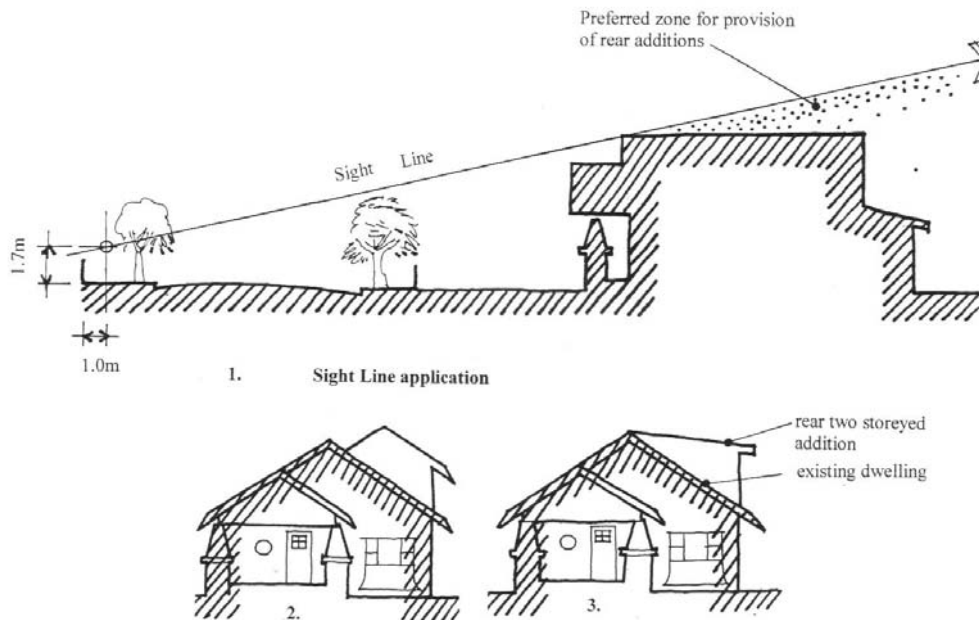 Preferred zone for provision
of rear additions
Sight Line
1.7m
1.0m
1. Sight Line application
rear two storeyed
addition
existing dwelling
2.
3.